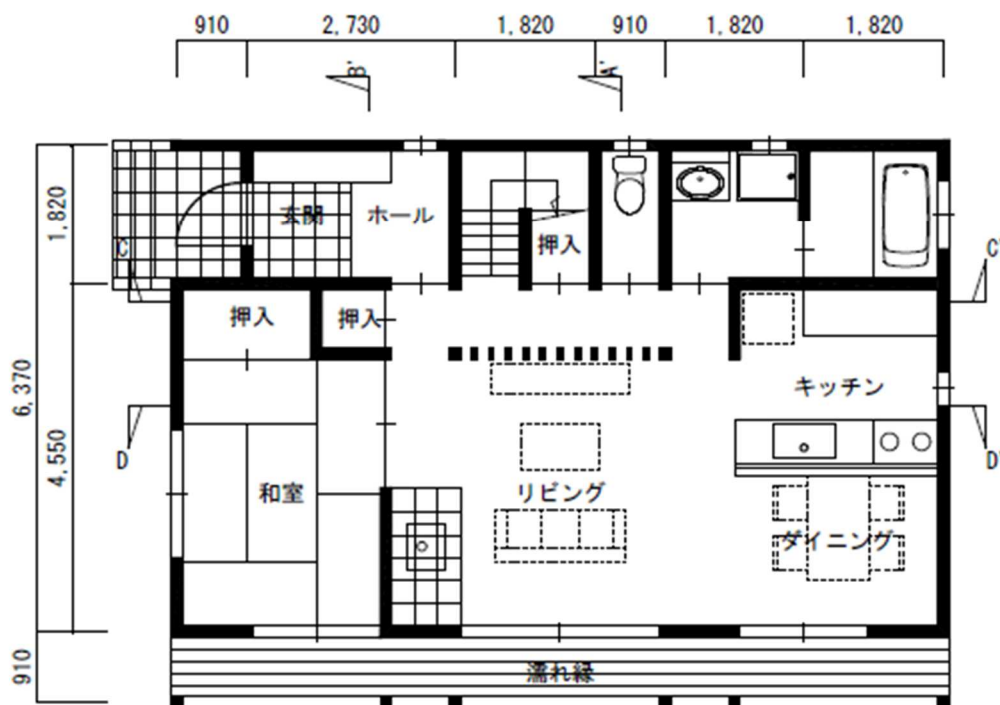 910 2,730 1,820 910 1,820 1,820
B' A'
1,820
6,370
4,550
910
玄関 ホール
押入
C C'
押入 押入
キッチン
D D'
和室 リビング
ダイニング
濡れ縁